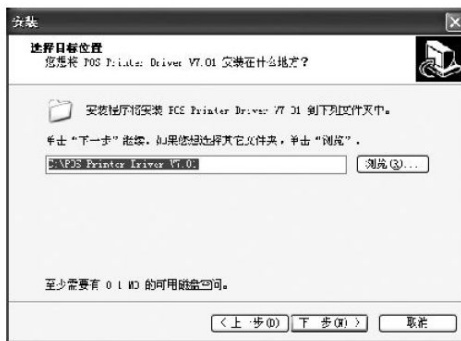 安装
选择目标位置
您想将 POS Printer Driver V7.01 安装在什么地方？
安装程序将安装 POS Printer Driver V7.01 到下列文件夹中。
单击“下一步”继续。如果您想选择其它文件夹，单击“浏览”。
C:\POS Printer Driver V7.01
浏览(R)...
至少需要有 0.1 MB 的可用磁盘空间。
<上一步(B)
下一步(N)>
取消